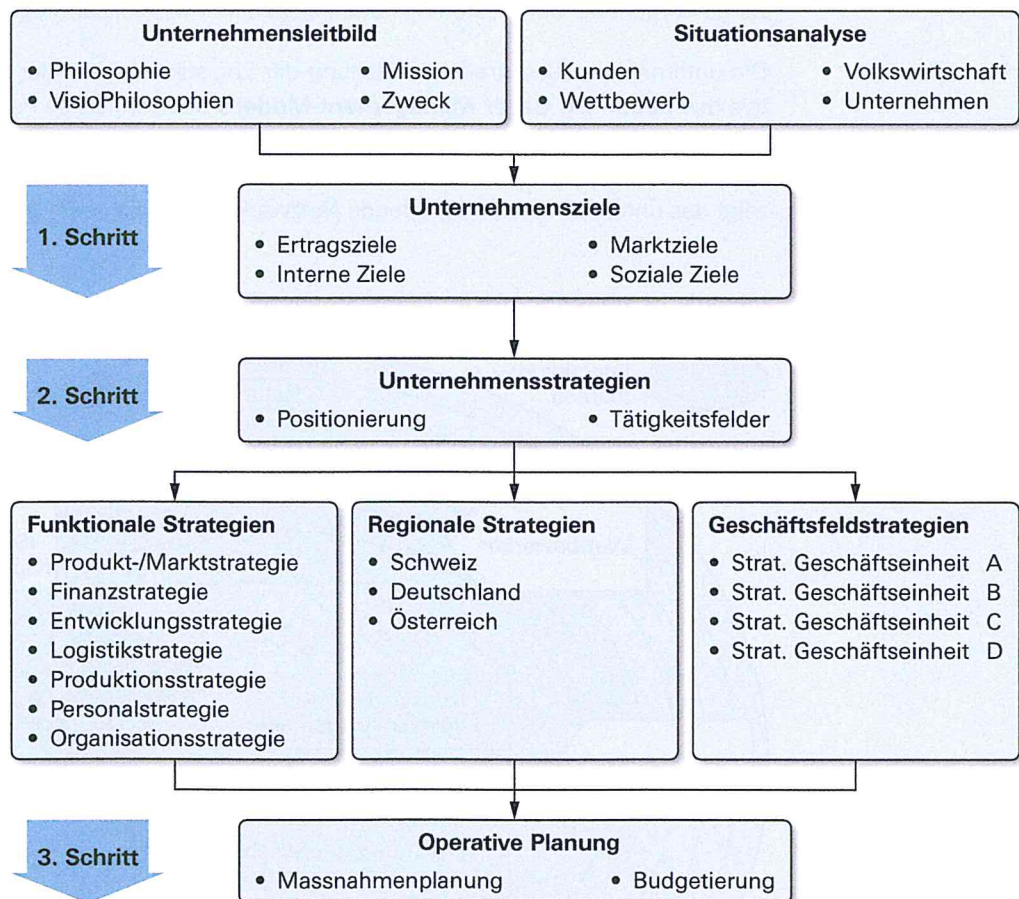 Unternehmensleitbild
• Philosophie
• VisioPhilosophien
• Mission
• Zweck
Situationsanalyse
• Kunden
• Wettbewerb
• Volkswirtschaft
• Unternehmen
1. Schritt
Unternehmensziele
• Ertragsziele
• Interne Ziele
• Marktziele
• Soziale Ziele
2. Schritt
Unternehmensstrategien
• Positionierung
• Tätigkeitsfelder
Funktionale Strategien
• Produkt-/Marktstrategie
• Finanzstrategie
• Entwicklungsstrategie
• Logistikstrategie
• Produktionsstrategie
• Personalstrategie
• Organisationsstrategie
Regionale Strategien
• Schweiz
• Deutschland
• Österreich
Geschäftsfeldstrategien
• Strat. Geschäftseinheit A
• Strat. Geschäftseinheit B
• Strat. Geschäftseinheit C
• Strat. Geschäftseinheit D
3. Schritt
Operative Planung
• Massnahmenplanung
• Budgetierung